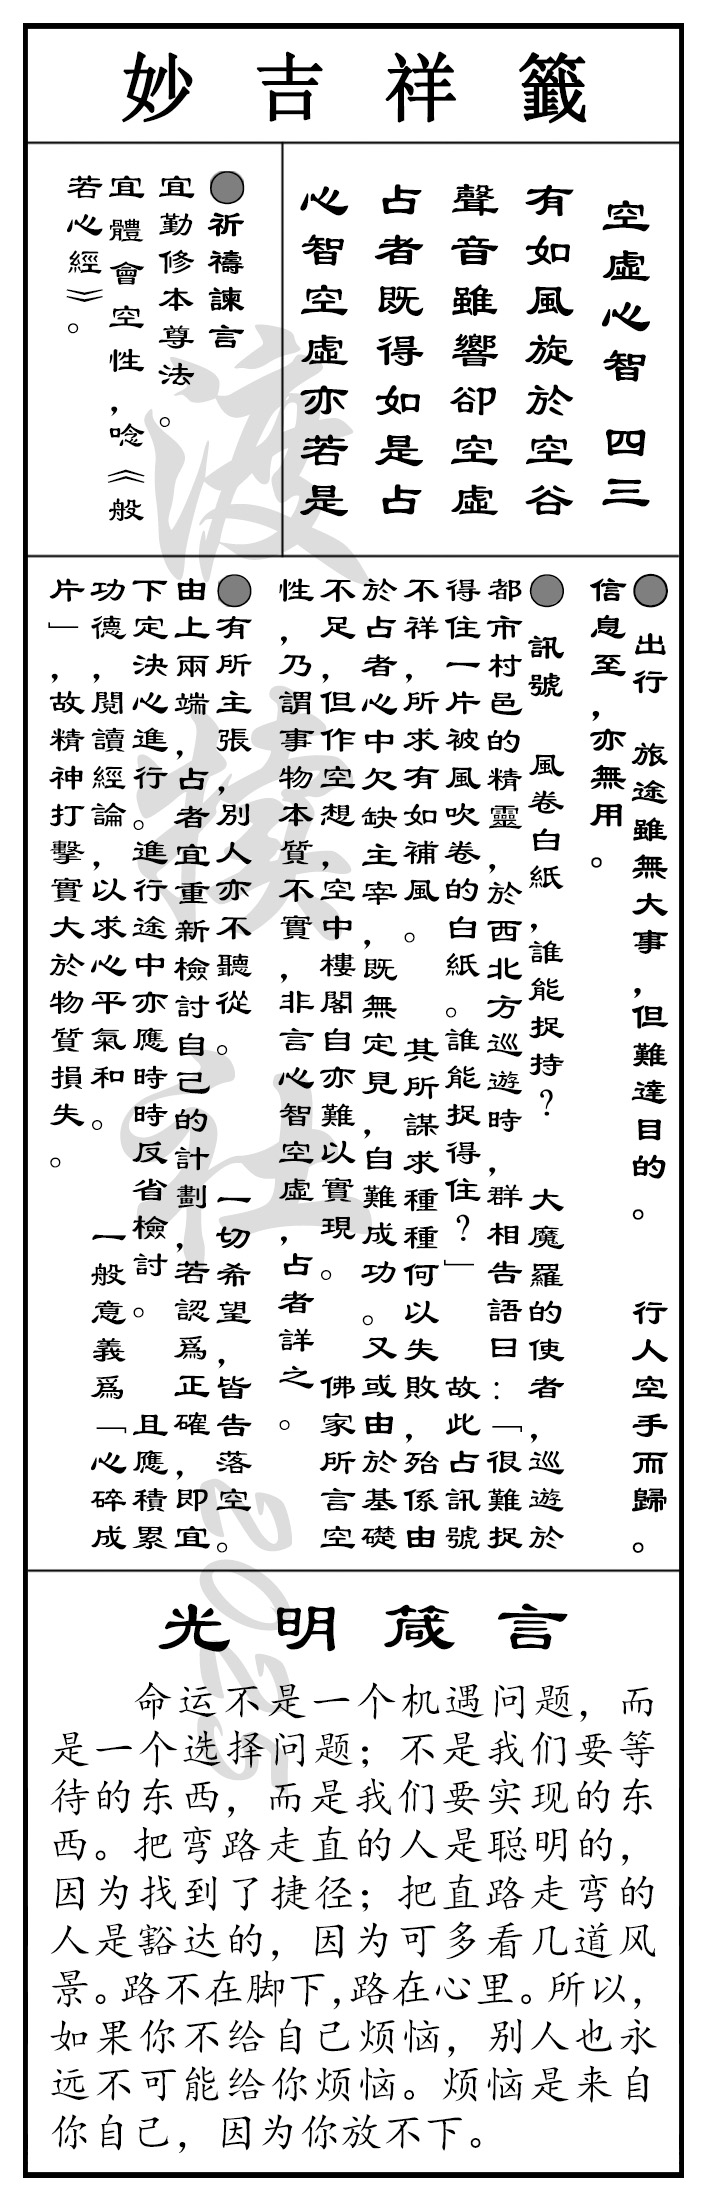 妙吉祥籤
空虛心智 四三
有如風旋於空谷
聲音雖響卻空虛
占者既得如是占
心智空虛亦若是
●祈禱諫言
宜勤修本尊法。
宜體會空性，唸《般
若心經》。
● 出行 旅途雖無大事，但難達目的。 行人空手而歸。
信息至，亦無用。
● 訊號 風卷白紙，誰能捉持？ 大魔羅的使者，巡遊於
都市村邑的精靈，於西北方巡遊時，群相告語曰：「很難捉
得住一片被風吹卷的白紙。誰能捉得住？」 故此占訊號
不祥，所求有如補風。 其所謀求種種何以失敗，殆係由
於占者心中欠缺主宰，既無定見，自難成功。又或由於基礎
不足，但作空想，空中樓閣自亦難以實現。 佛家所言空
性，乃謂事物本質不實，非言心智空虛，占者詳之。
●有所主張，別人亦不聽從。 一切希望，皆告落空。
由上兩端，占者宜重新檢討自己的計劃，若認爲正確，即宜
下定決心進行。進行途中亦應時時反省檢討。 且應積累
功德，閱讀經論，以求心平氣和。 一般意義爲「心碎成
片」，故精神打擊實大於物質損失。
光明箴言
命运不是一个机遇问题，而
是一个选择问题；不是我们要等
待的东西，而是我们要实现的东
西。把弯路走直的人是聪明的，
因为找到了捷径；把直路走弯的
人是豁达的，因为可多看几道风
景。路不在脚下，路在心里。所以，
如果你不给自己烦恼，别人也永
远不可能给你烦恼。烦恼是来自
你自己，因为你放不下。
渡
社
2025